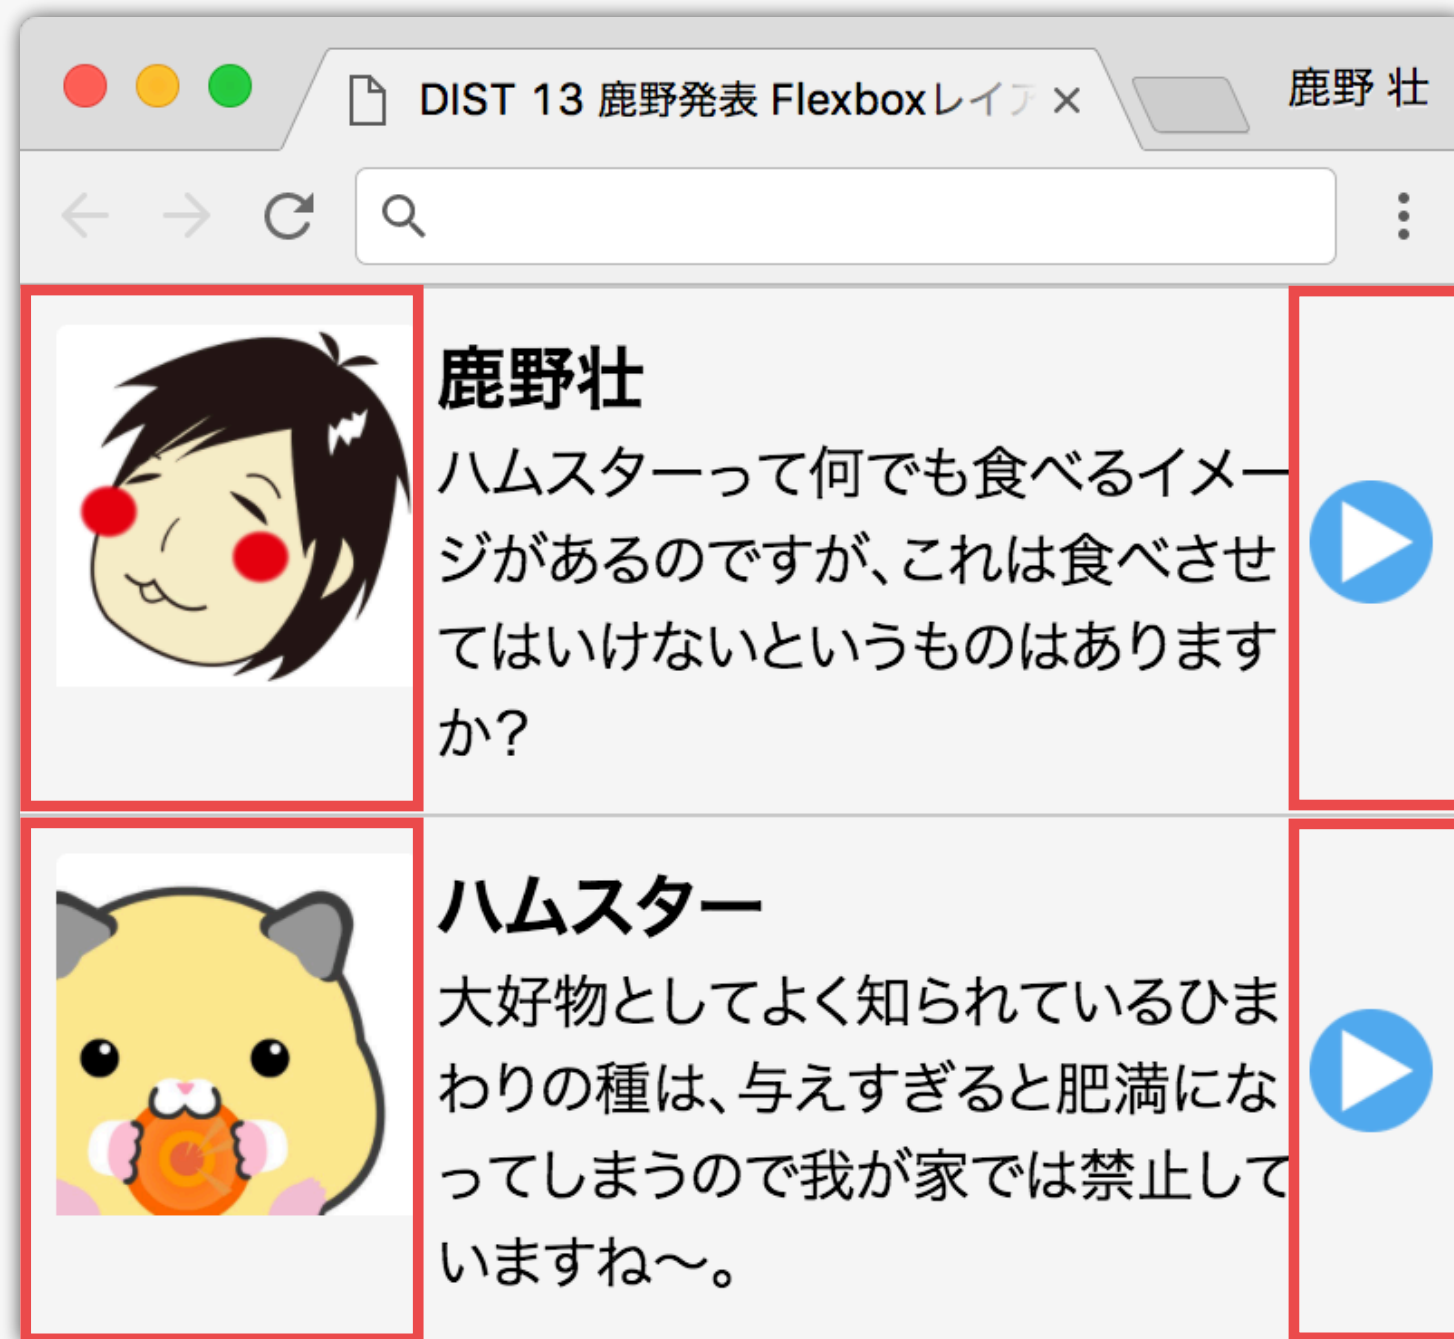 DIST 13 鹿野発表 Flexboxレイア
鹿野 壮
鹿野壮
ハムスターって何でも食べるイメー
ジがあるのですが、これは食べさせ
てはいけないというものはあります
か?
ハムスター
大好物としてよく知られているひま
わりの種は、与えすぎると肥満にな
ってしまうので我が家では禁止して
いますね〜。